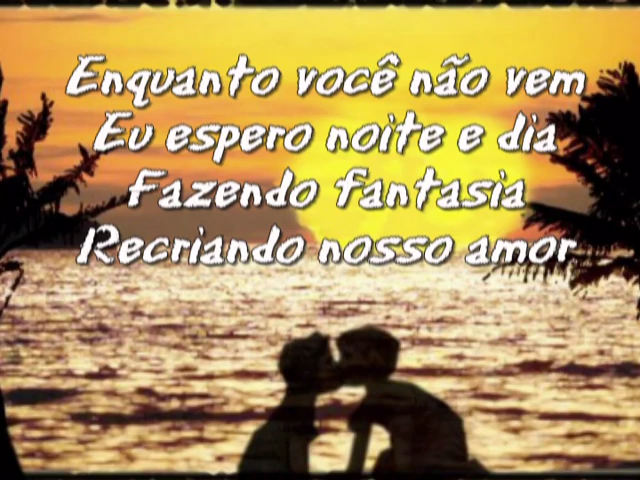 Enquanto você não vem
Eu espero noite e dia
Fazendo fantasia
Recriando nosso amor